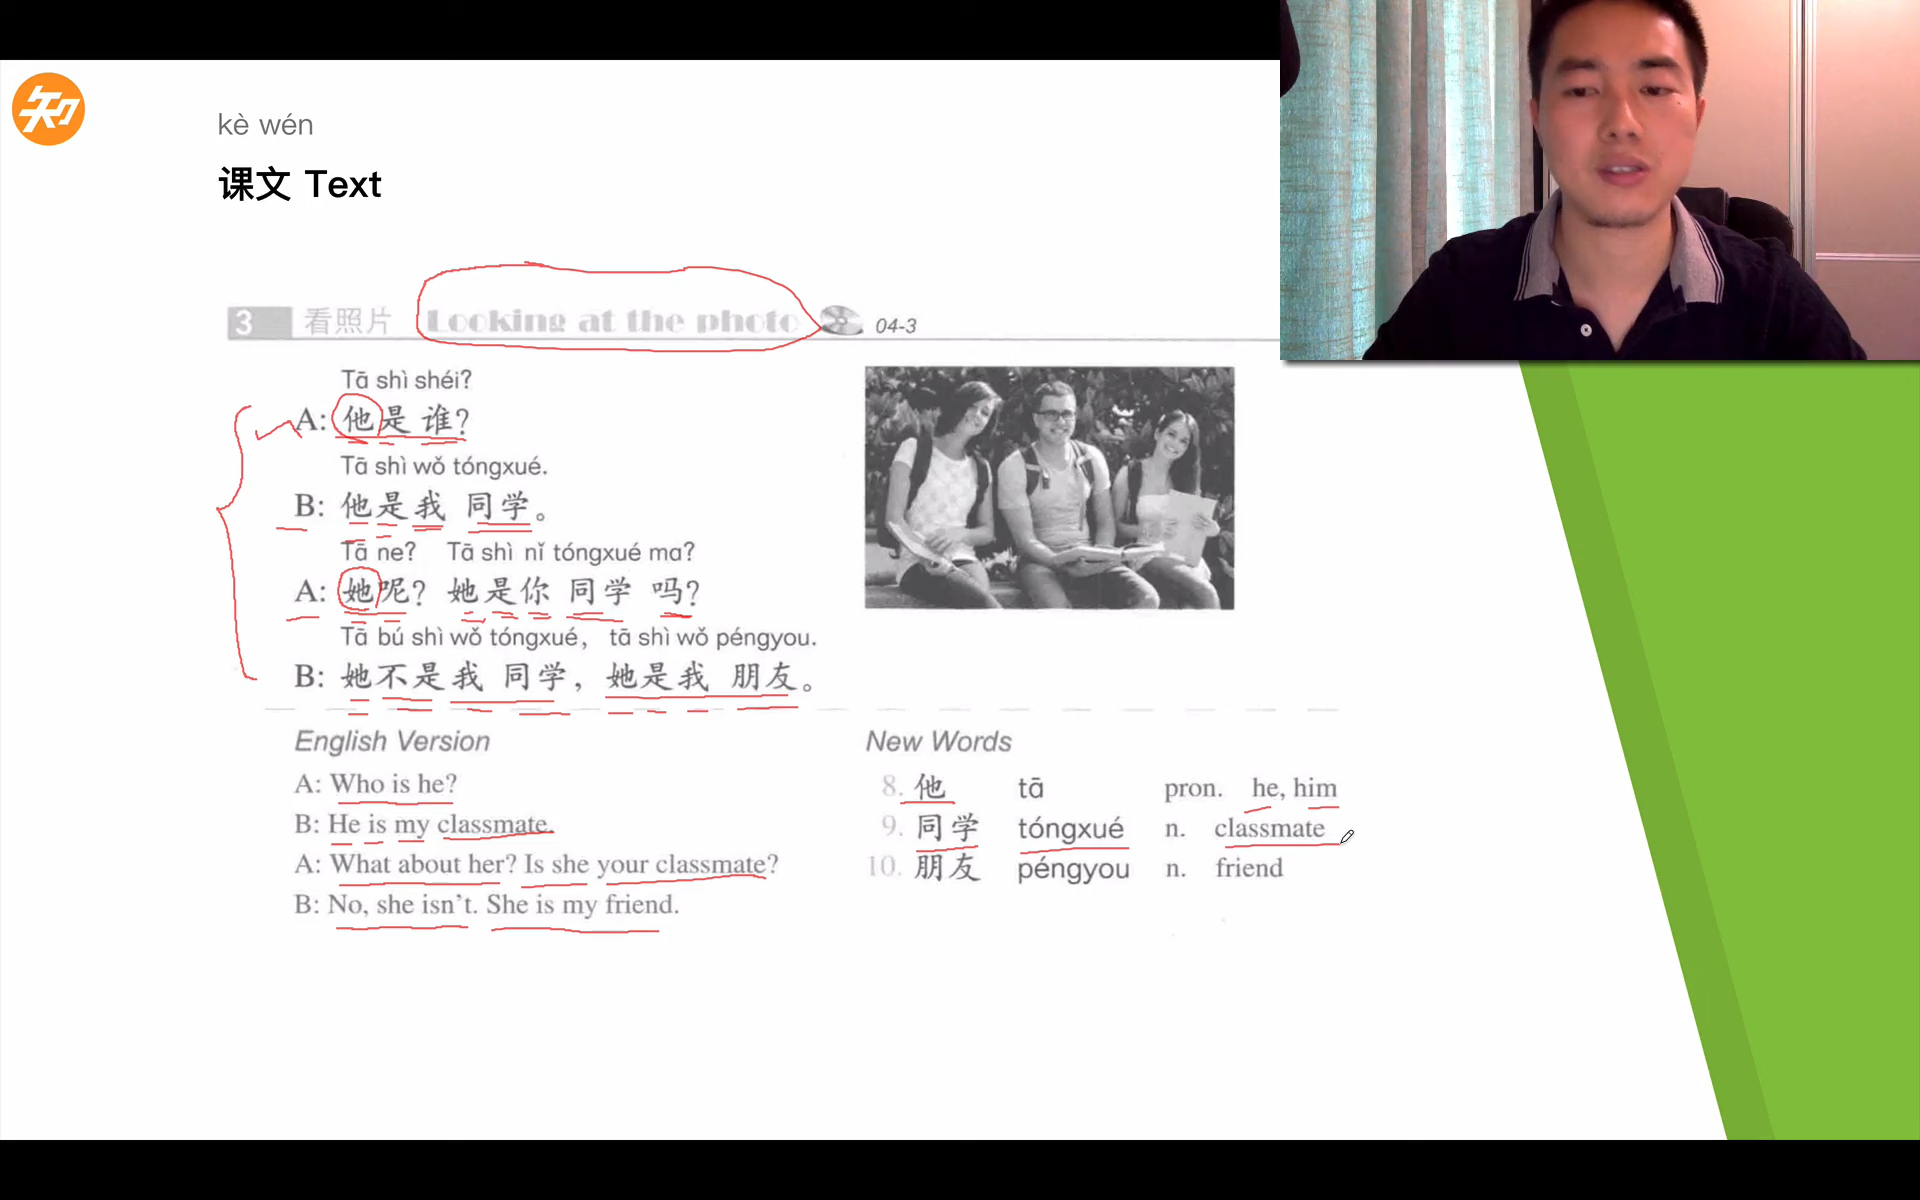 知
kè wén
课文 Text
3 看照片 Looking at the photo 04-3
Tā shì shéi?
A: 他是 谁?
Tā shì wǒ tóngxué.
B: 他是我 同学。
Tā ne? Tā shì nǐ tóngxué ma?
A: 她呢? 她是你 同学 吗?
Tā bú shì wǒ tóngxué, tā shì wǒ péngyou.
B: 她不是我 同学, 她是我 朋友。
English Version
A: Who is he?
B: He is my classmate.
A: What about her? Is she your classmate?
B: No, she isn't. She is my friend.
New Words
8. 他 tā pron. he, him
9. 同学 tóngxué n. classmate
10. 朋友 péngyou n. friend